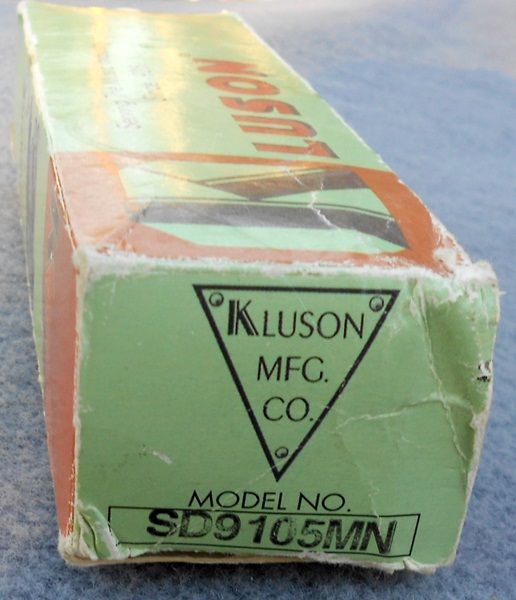 KLUSON
KLUSON
MFG.
CO.
MODEL NO.
SD9105MN